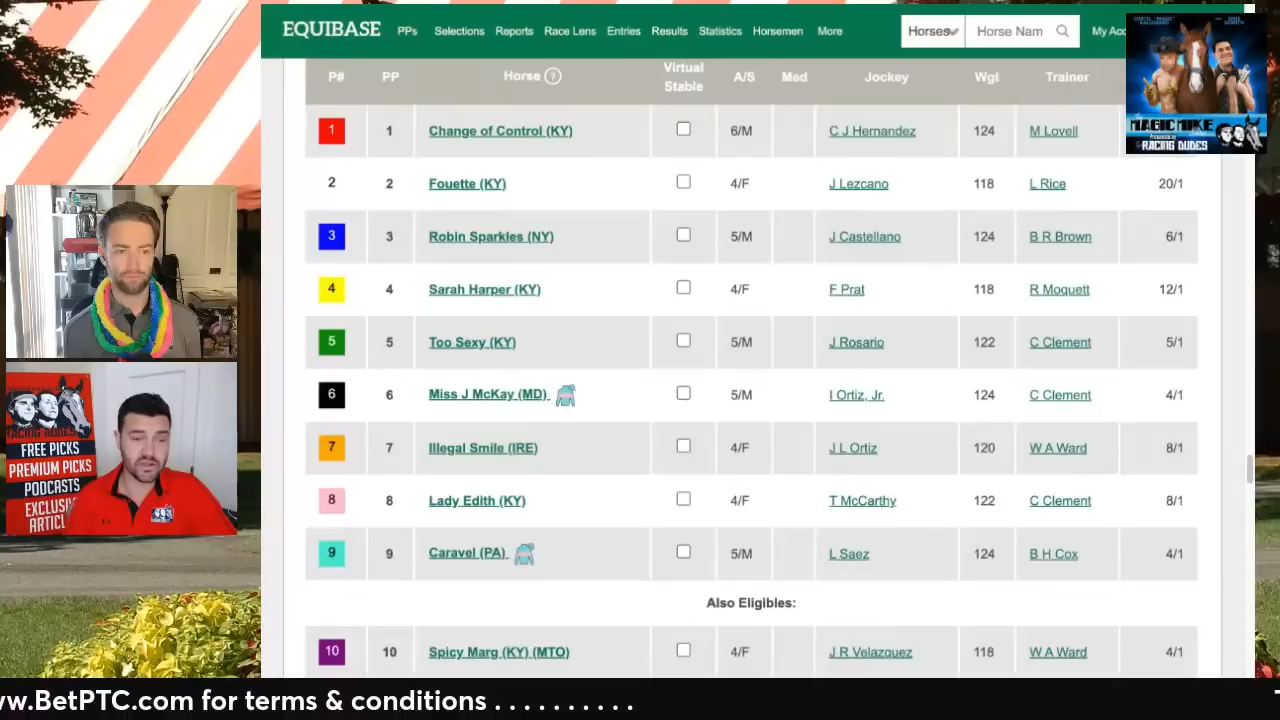 EQUIBASE PPs Selections Reports Race Lens Entries Results Statistics Horsemen More Horses Horse Nam My Acc
P# PP Horse ? Virtual Stable A/S Med Jockey Wgt Trainer
1 1 Change of Control (KY) 6/M C J Hernandez 124 M Lovell
2 2 Fouette (KY) 4/F J Lezcano 118 L Rice 20/1
3 3 Robin Sparkles (NY) 5/M J Castellano 124 B R Brown 6/1
4 4 Sarah Harper (KY) 4/F F Prat 118 R Moquett 12/1
5 5 Too Sexy (KY) 5/M J Rosario 122 C Clement 5/1
6 6 Miss J McKay (MD) 5/M I Ortiz, Jr. 124 C Clement 4/1
7 7 Illegal Smile (IRE) 4/F J L Ortiz 120 W A Ward 8/1
8 8 Lady Edith (KY) 4/F T McCarthy 122 C Clement 8/1
9 9 Caravel (PA) 5/M L Saez 124 B H Cox 4/1
Also Eligibles:
10 10 Spicy Marg (KY) (MTO) 4/F J R Velazquez 118 W A Ward 4/1
MAGIC MIKE
RACING DUDES
RACING DUDES
FREE PICKS
PREMIUM PICKS
PODCASTS
EXCLUSIV
ARTICL
ww.BetPTC.com for terms & conditions . . . . . . . . . .